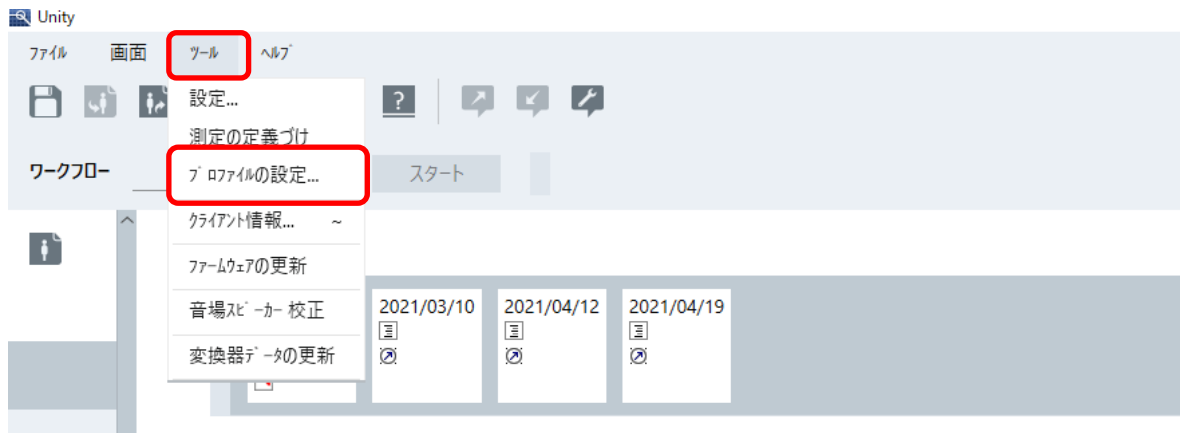 Unity
ﾌｧｲﾙ 画面 ﾂｰﾙ ﾍﾙﾌﾟ
設定...
?
測定の定義づけ
ワークフロー
ﾌﾟﾛﾌｧｲﾙの設定...
スタート
ｸﾗｲｱﾝﾄ情報... ~
ﾌｧｰﾑｳｪｱの更新
音場ｽﾋﾟｰｶｰ 校正
2021/03/10 2021/04/12 2021/04/19
変換器ﾃﾞｰﾀの更新